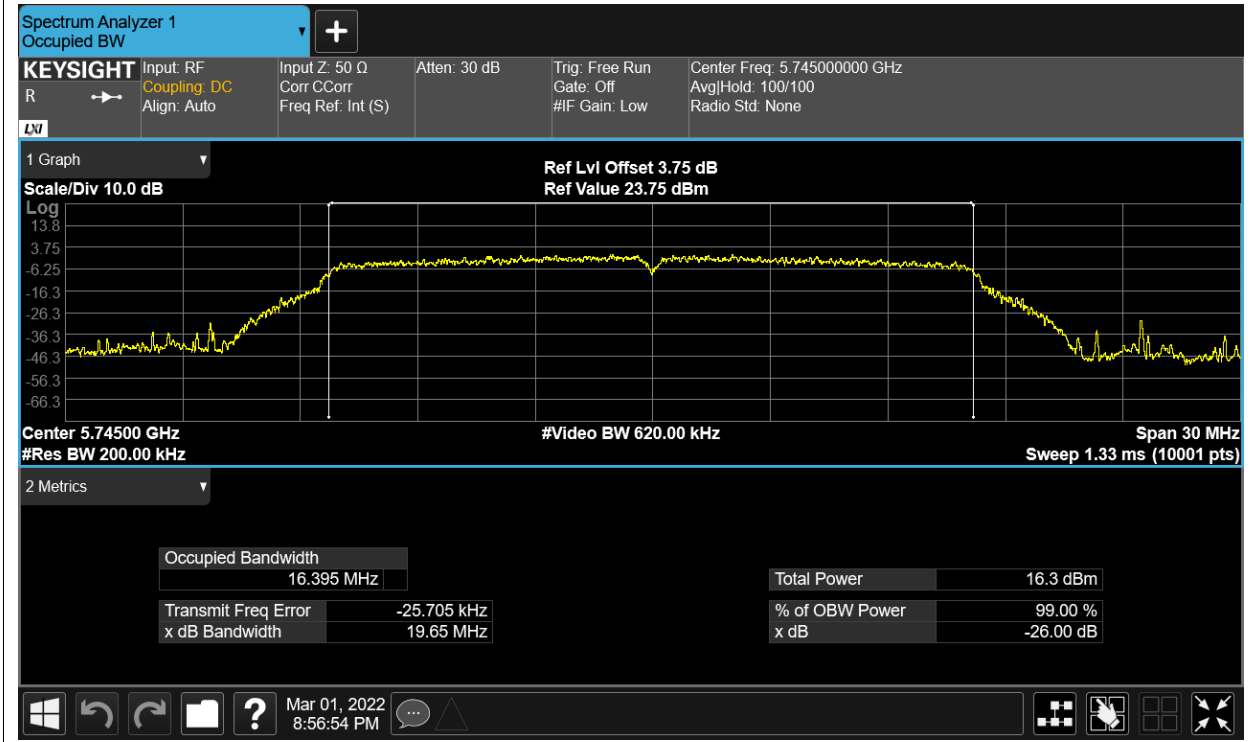 Spectrum Analyzer 1
Occupied BW
KEYSIGHT
R
LXI
Input: RF
Coupling: DC
Align: Auto
Input Z: 50 Ω
Corr CCorr
Freq Ref: Int (S)
Atten: 30 dB
Trig: Free Run
Gate: Off
#IF Gain: Low
Center Freq: 5.745000000 GHz
Avg|Hold: 100/100
Radio Std: None
1 Graph
Scale/Div 10.0 dB
Ref Lvl Offset 3.75 dB
Ref Value 23.75 dBm
Log
13.8
3.75
-6.25
-16.3
-26.3
-36.3
-46.3
-56.3
-66.3
Center 5.74500 GHz
#Res BW 200.00 kHz
#Video BW 620.00 kHz
Span 30 MHz
Sweep 1.33 ms (10001 pts)
2 Metrics
Occupied Bandwidth
16.395 MHz
Transmit Freq Error -25.705 kHz
x dB Bandwidth 19.65 MHz
Total Power 16.3 dBm
% of OBW Power 99.00 %
x dB -26.00 dB
?
Mar 01, 2022
8:56:54 PM